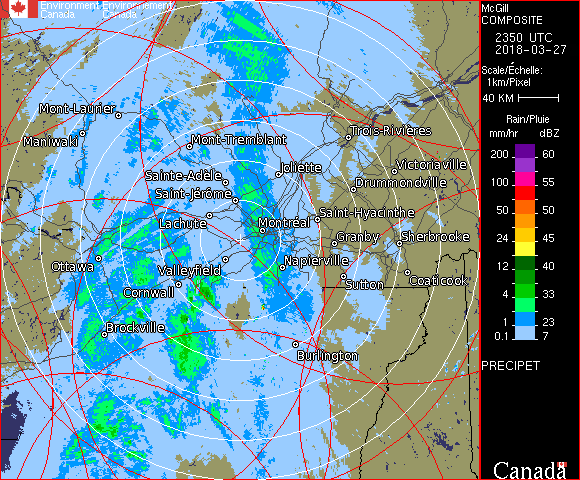 Environment Environnement
Canada Canada
McGill
COMPOSITE
2350 UTC
2018-03-27
Scale/Échelle:
1km/Pixel
40 KM
Rain/Pluie
mm/hr dBZ
200 60
100 55
50 50
24 45
12 40
4 33
1 23
0.1 7
PRECIPET
Canada
Mont-Laurier
Maniwaki
Mont-Tremblant
Trois-Rivières
Joliette
Victoriaville
Sainte-Adèle
Drummondville
Saint-Jérôme
Lachute
Saint-Hyacinthe
Montréal
Granby
Sherbrooke
Ottawa
Valleyfield
Napierville
Cornwall
Sutton
Coaticook
Brockville
Burlington